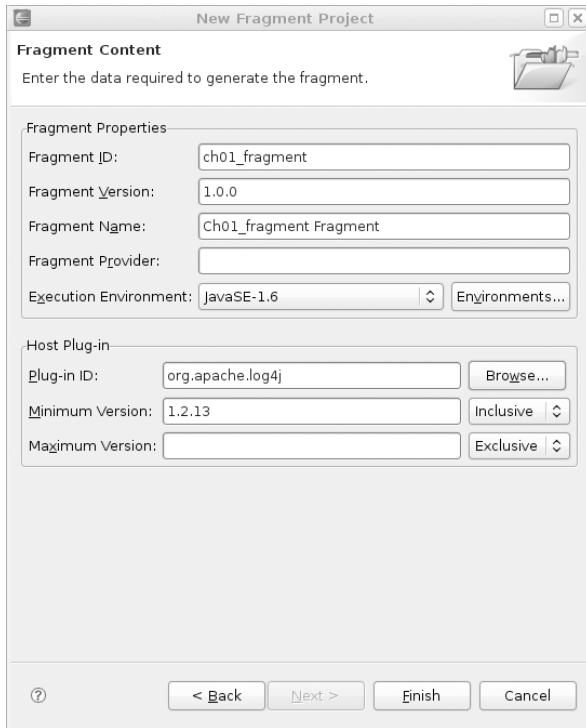 New Fragment Project
Fragment Content
Enter the data required to generate the fragment.
Fragment Properties
Fragment ID: ch01_fragment
Fragment Version: 1.0.0
Fragment Name: Ch01_fragment Fragment
Fragment Provider:
Execution Environment: JavaSE-1.6 Environments...
Host Plug-in
Plug-in ID: org.apache.log4j Browse...
Minimum Version: 1.2.13 Inclusive
Maximum Version: Exclusive
? < Back Next > Finish Cancel